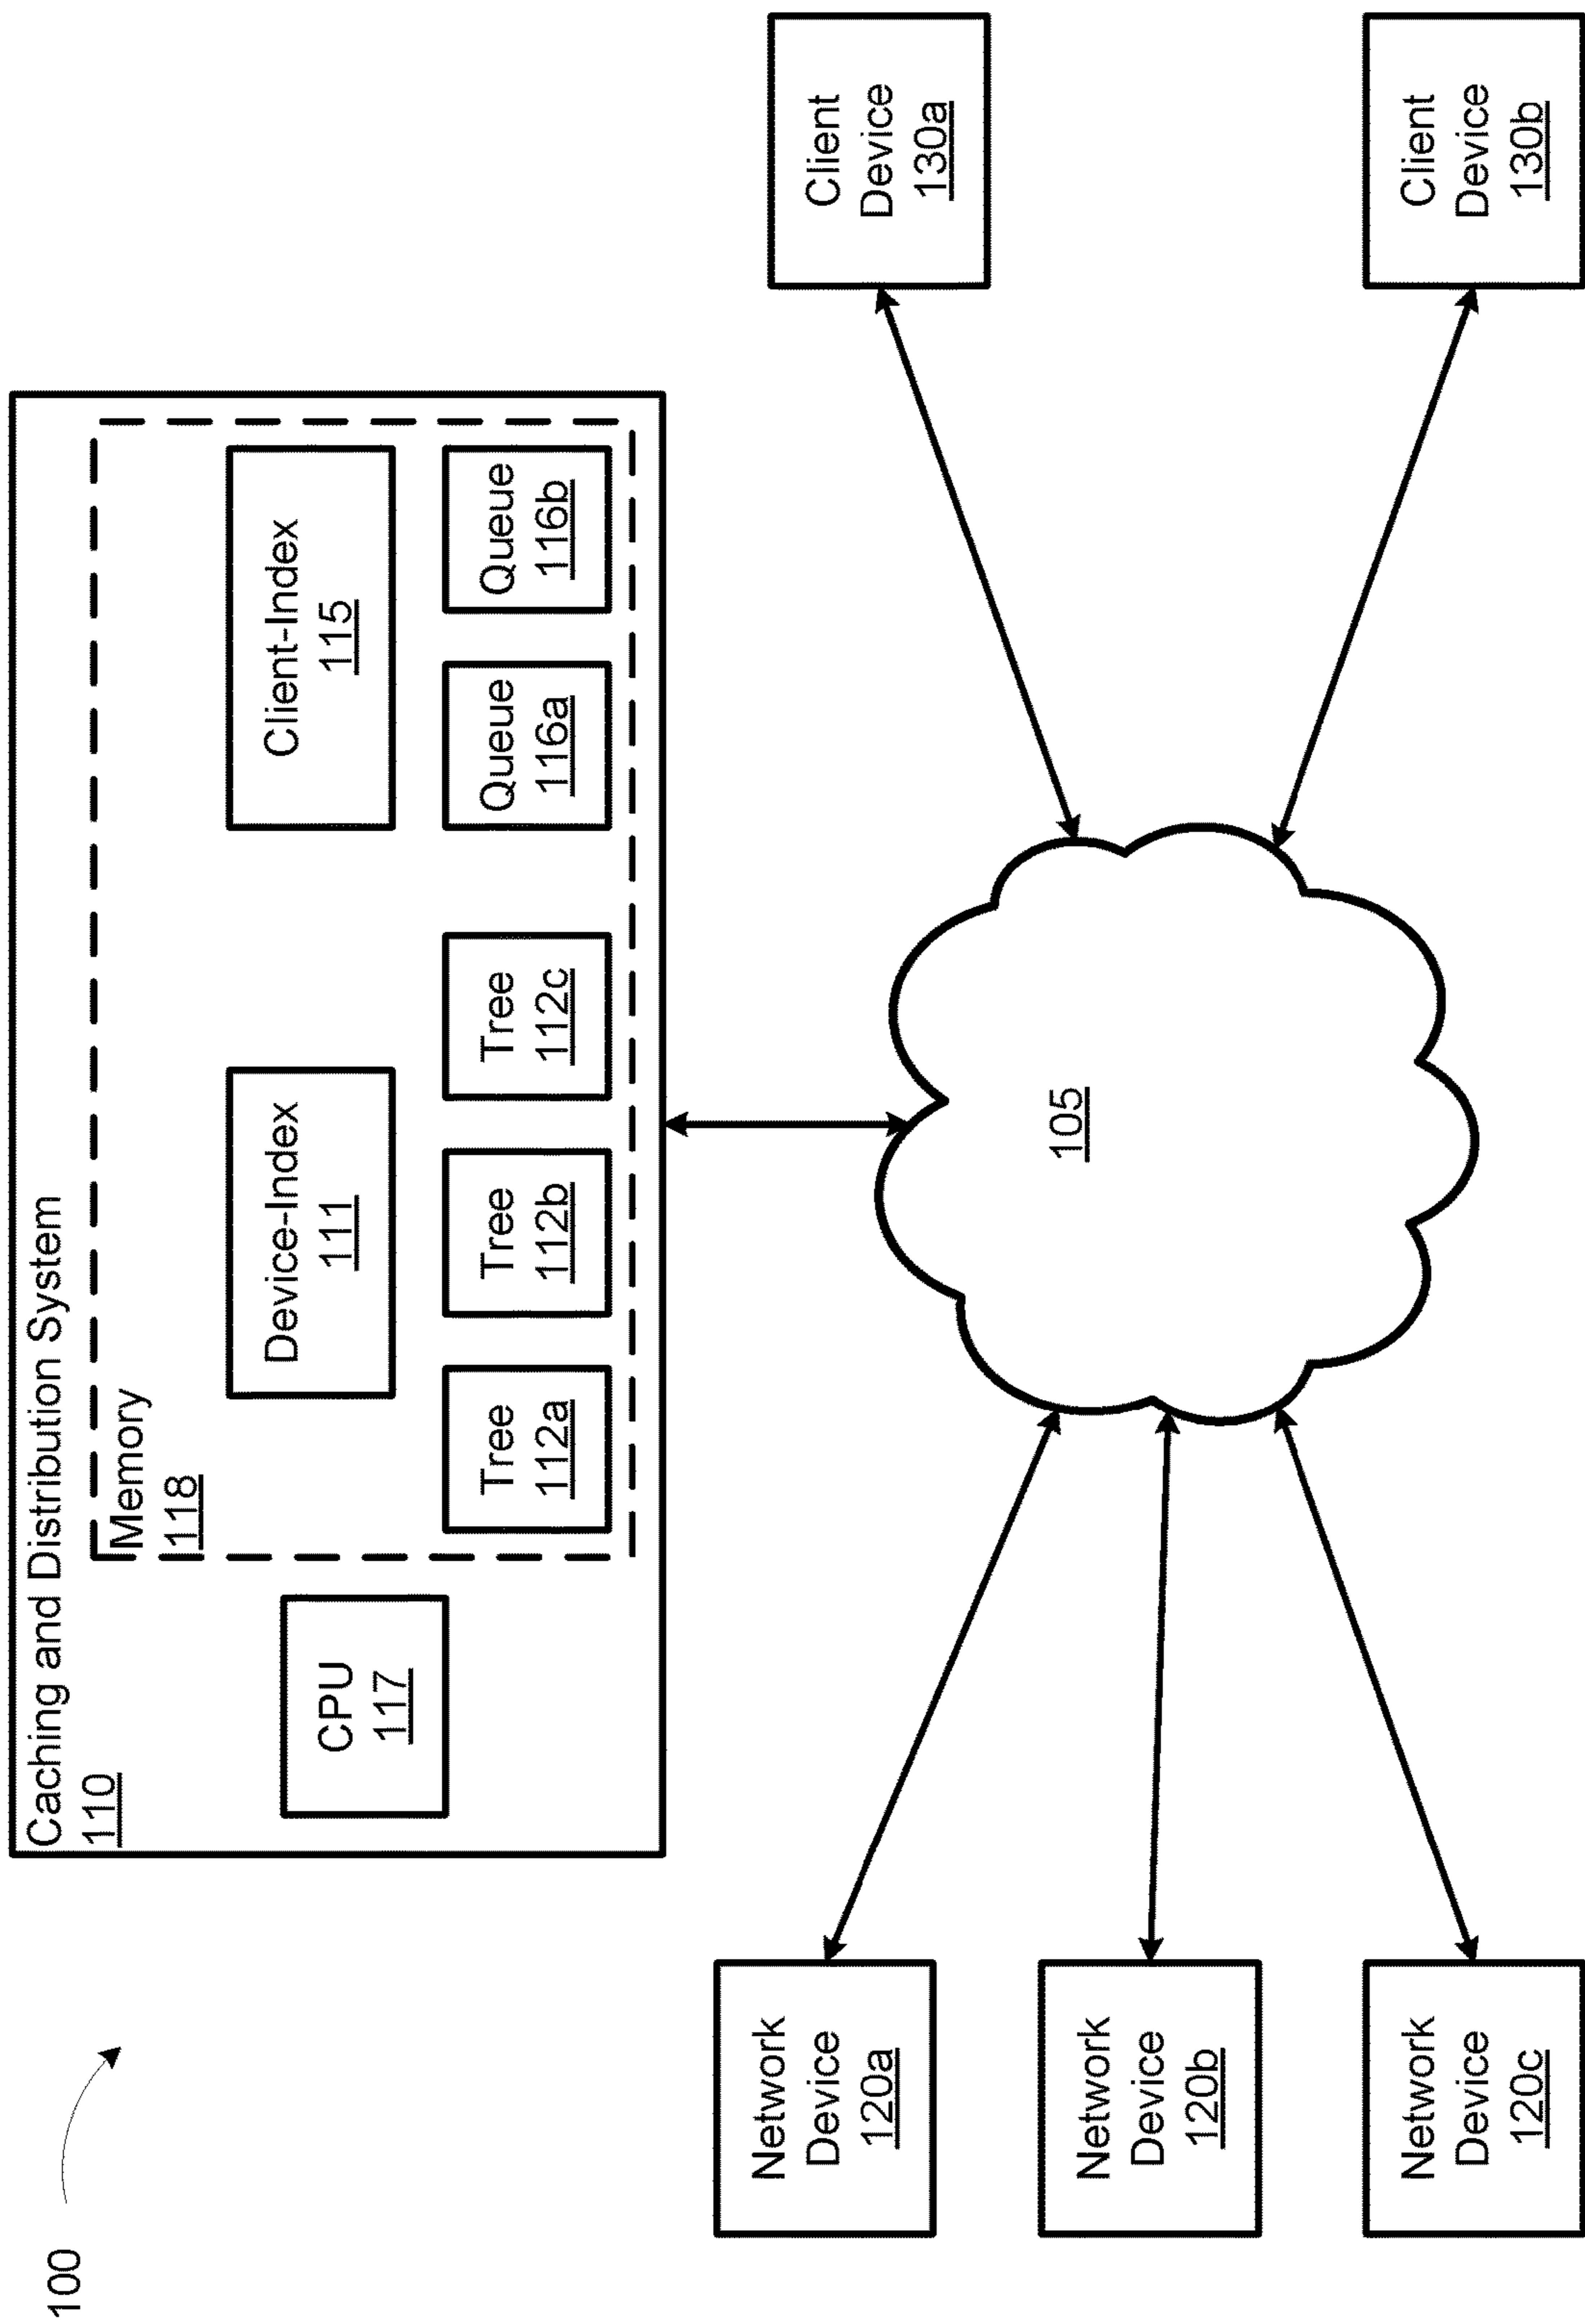 100
Caching and Distribution System
110
CPU
117
Memory
118
Device-Index
111
Client-Index
115
Tree
112a
Tree
112b
Tree
112c
Queue
116a
Queue
116b
105
Network
Device
120a
Network
Device
120b
Network
Device
120c
Client
Device
130a
Client
Device
130b